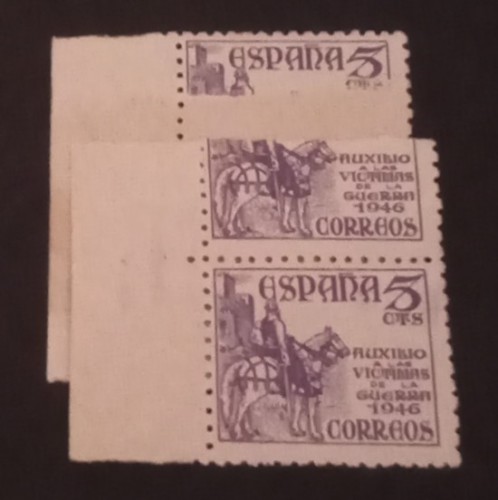 ESPAÑA 5
CTS
AUXILIO
A LAS
VICTIMAS
DE LA
GUERRA
1946
CORREOS
ESPAÑA 5
CTS
AUXILIO
A LAS
VICTIMAS
DE LA
GUERRA
1946
CORREOS